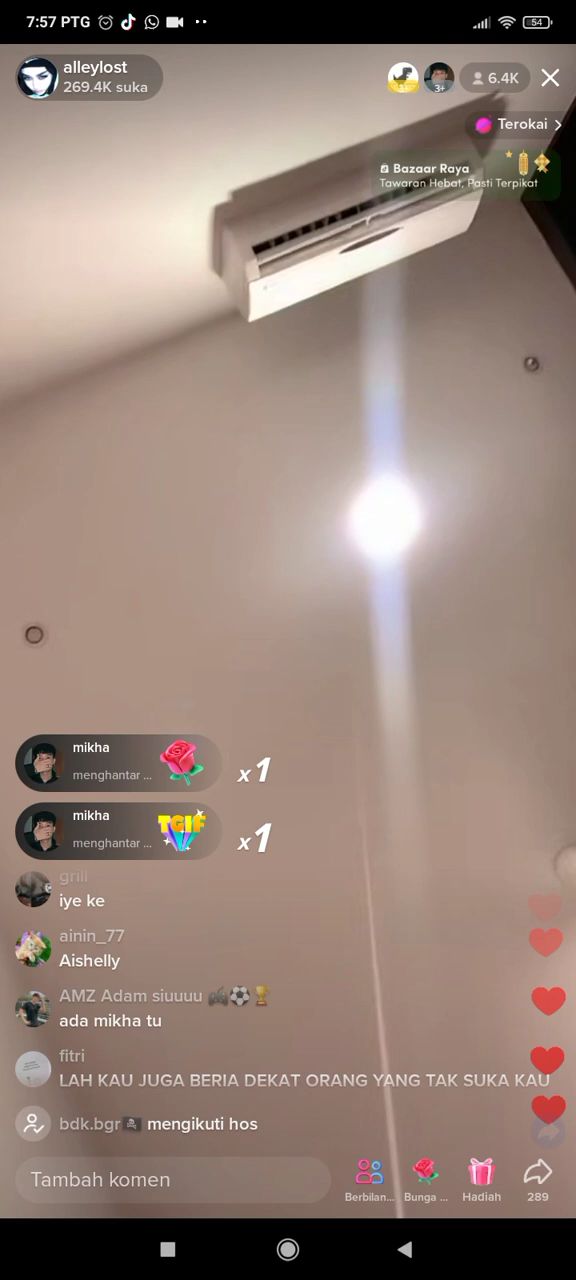 7:57 PTG
54
alleylost
269.4K suka
3+
6.4K
Terokai
Bazaar Raya
Tawaran Hebat, Pasti Terpikat
mikha
menghantar ...
x1
mikha
menghantar ...
TGIF
x1
grill
iye ke
ainin_77
Aishelly
AMZ Adam siuuuu 🎮⚽🏆
ada mikha tu
fitri
LAH KAU JUGA BERIA DEKAT ORANG YANG TAK SUKA KAU
bdk.bgr🏴‍☠️ mengikuti hos
Tambah komen
Berbilan...
Bunga ...
Hadiah
289